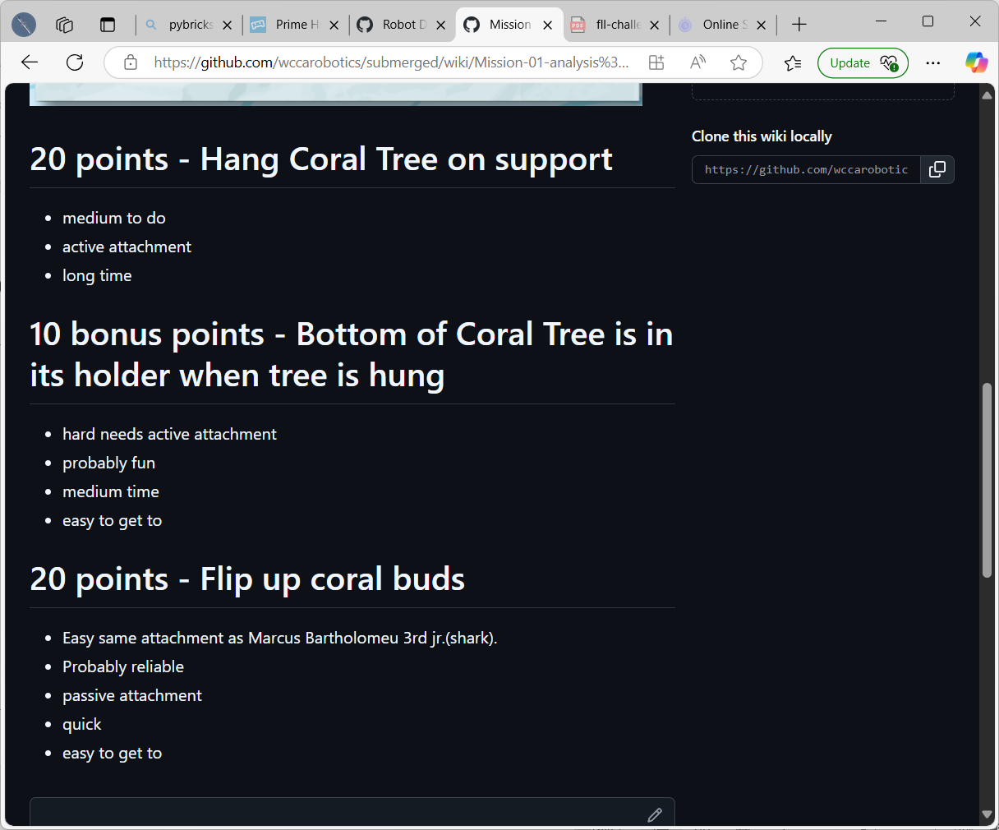 pybricks
Prime H
Robot D
Mission
PDF
fll-challe
Online S
https://github.com/wccarobotics/submerged/wiki/Mission-01-analysis%3...
Update
20 points - Hang Coral Tree on support
• medium to do
• active attachment
• long time
10 bonus points - Bottom of Coral Tree is in
its holder when tree is hung
• hard needs active attachment
• probably fun
• medium time
• easy to get to
20 points - Flip up coral buds
• Easy same attachment as Marcus Bartholomeu 3rd jr.(shark).
• Probably reliable
• passive attachment
• quick
• easy to get to
Clone this wiki locally
https://github.com/wccarobotic